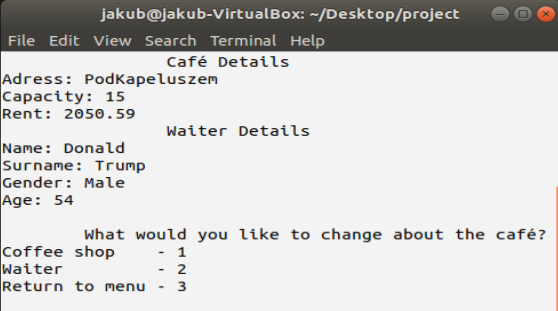 jakub@jakub-VirtualBox: ~/Desktop/project
File Edit View Search Terminal Help
Café Details
Adress: PodKapeluszem
Capacity: 15
Rent: 2050.59
Waiter Details
Name: Donald
Surname: Trump
Gender: Male
Age: 54
What would you like to change about the café?
Coffee shop - 1
Waiter - 2
Return to menu - 3